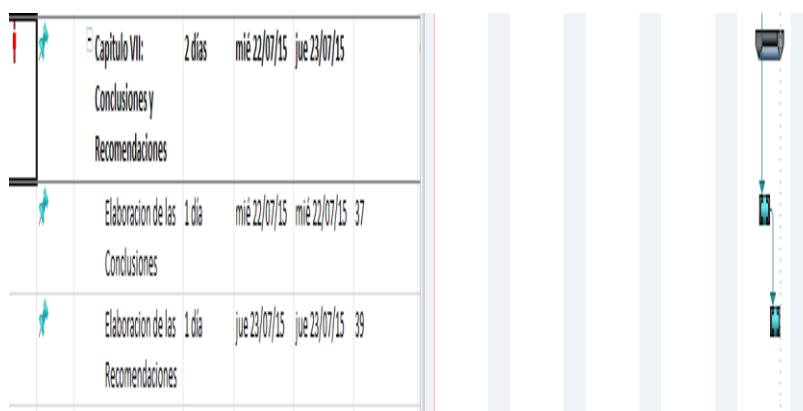 Capitulo VII: 2 días mié 22/07/15 jue 23/07/15
Conclusiones y
Recomendaciones
Elaboracion de las 1 día mié 22/07/15 mié 22/07/15 37
Conclusiones
Elaboracion de las 1 día jue 23/07/15 jue 23/07/15 39
Recomendaciones